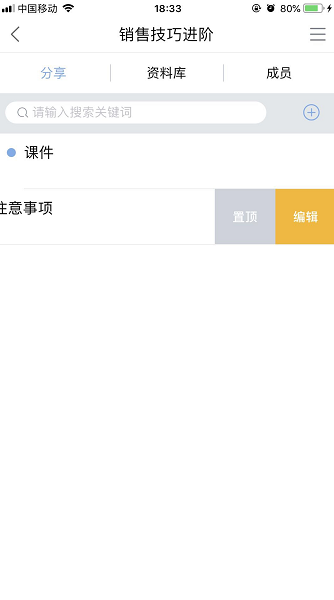 中国移动 18:33 80%
销售技巧进阶
分享 资料库 成员
请输入搜索关键词
课件
注意事项 置顶 编辑